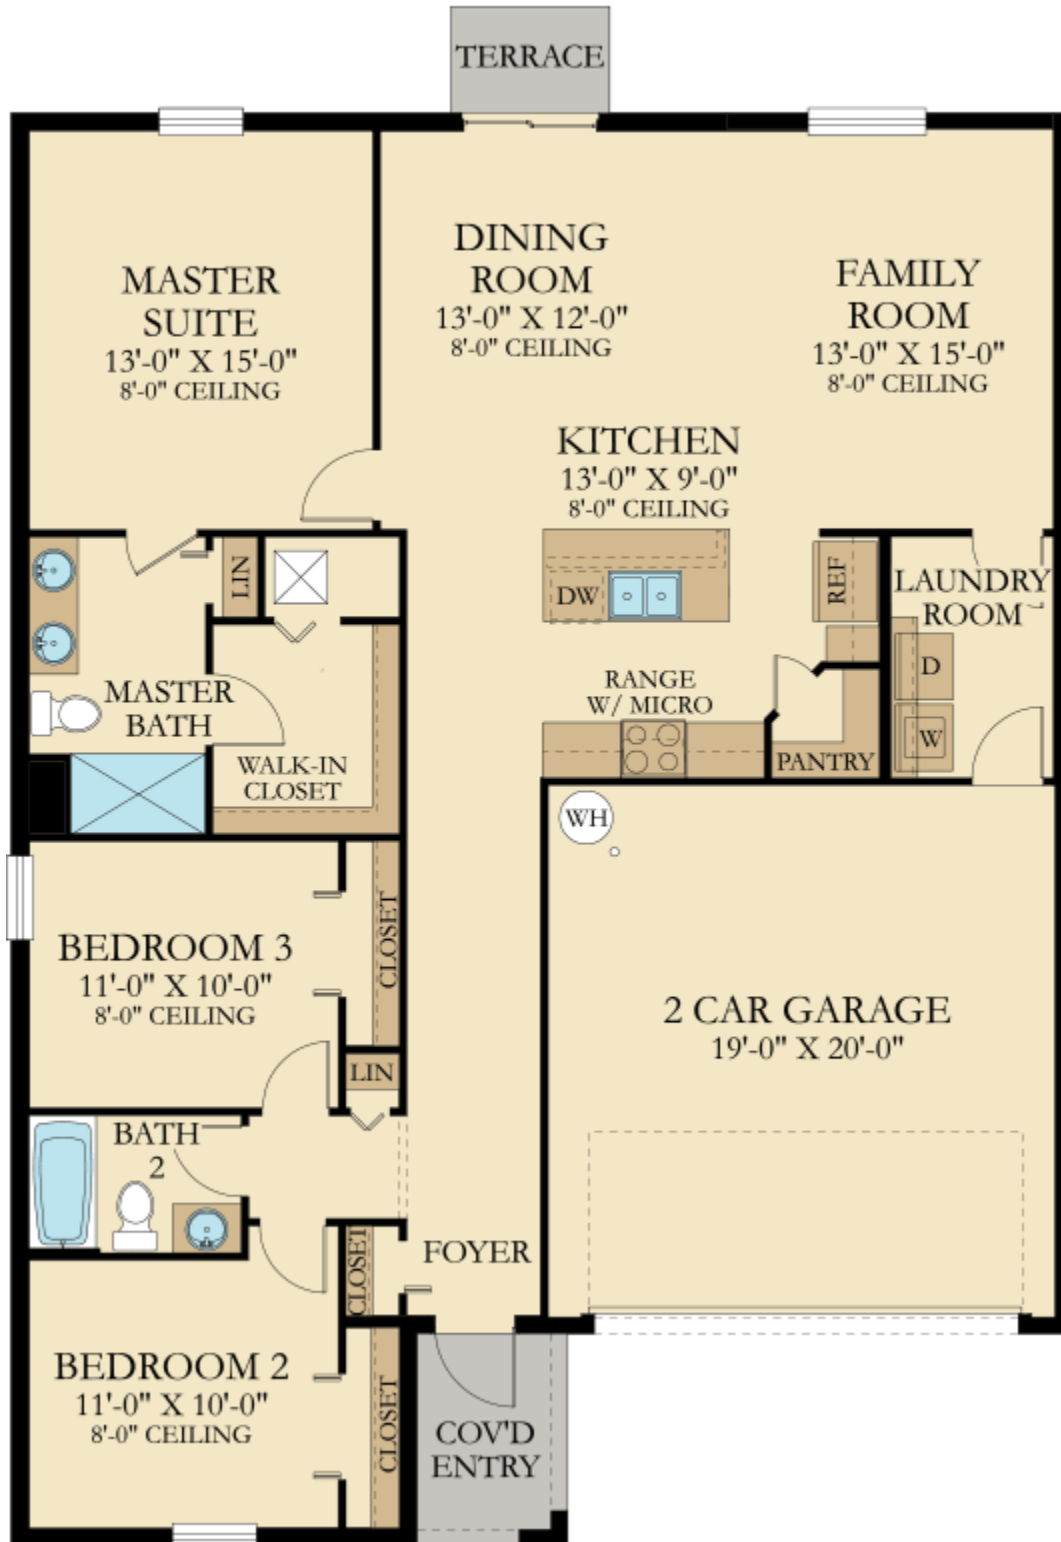 TERRACE
MASTER
SUITE
13'-0" X 15'-0"
8'-0" CEILING
DINING
ROOM
13'-0" X 12'-0"
8'-0" CEILING
FAMILY
ROOM
13'-0" X 15'-0"
8'-0" CEILING
KITCHEN
13'-0" X 9'-0"
8'-0" CEILING
LIN
DW
REF
LAUNDRY
ROOM
D
W
MASTER
BATH
WALK-IN
CLOSET
RANGE
W/ MICRO
PANTRY
WH
BEDROOM 3
11'-0" X 10'-0"
8'-0" CEILING
CLOSET
LIN
2 CAR GARAGE
19'-0" X 20'-0"
BATH
2
CLOSET
FOYER
BEDROOM 2
11'-0" X 10'-0"
8'-0" CEILING
CLOSET
COV'D
ENTRY